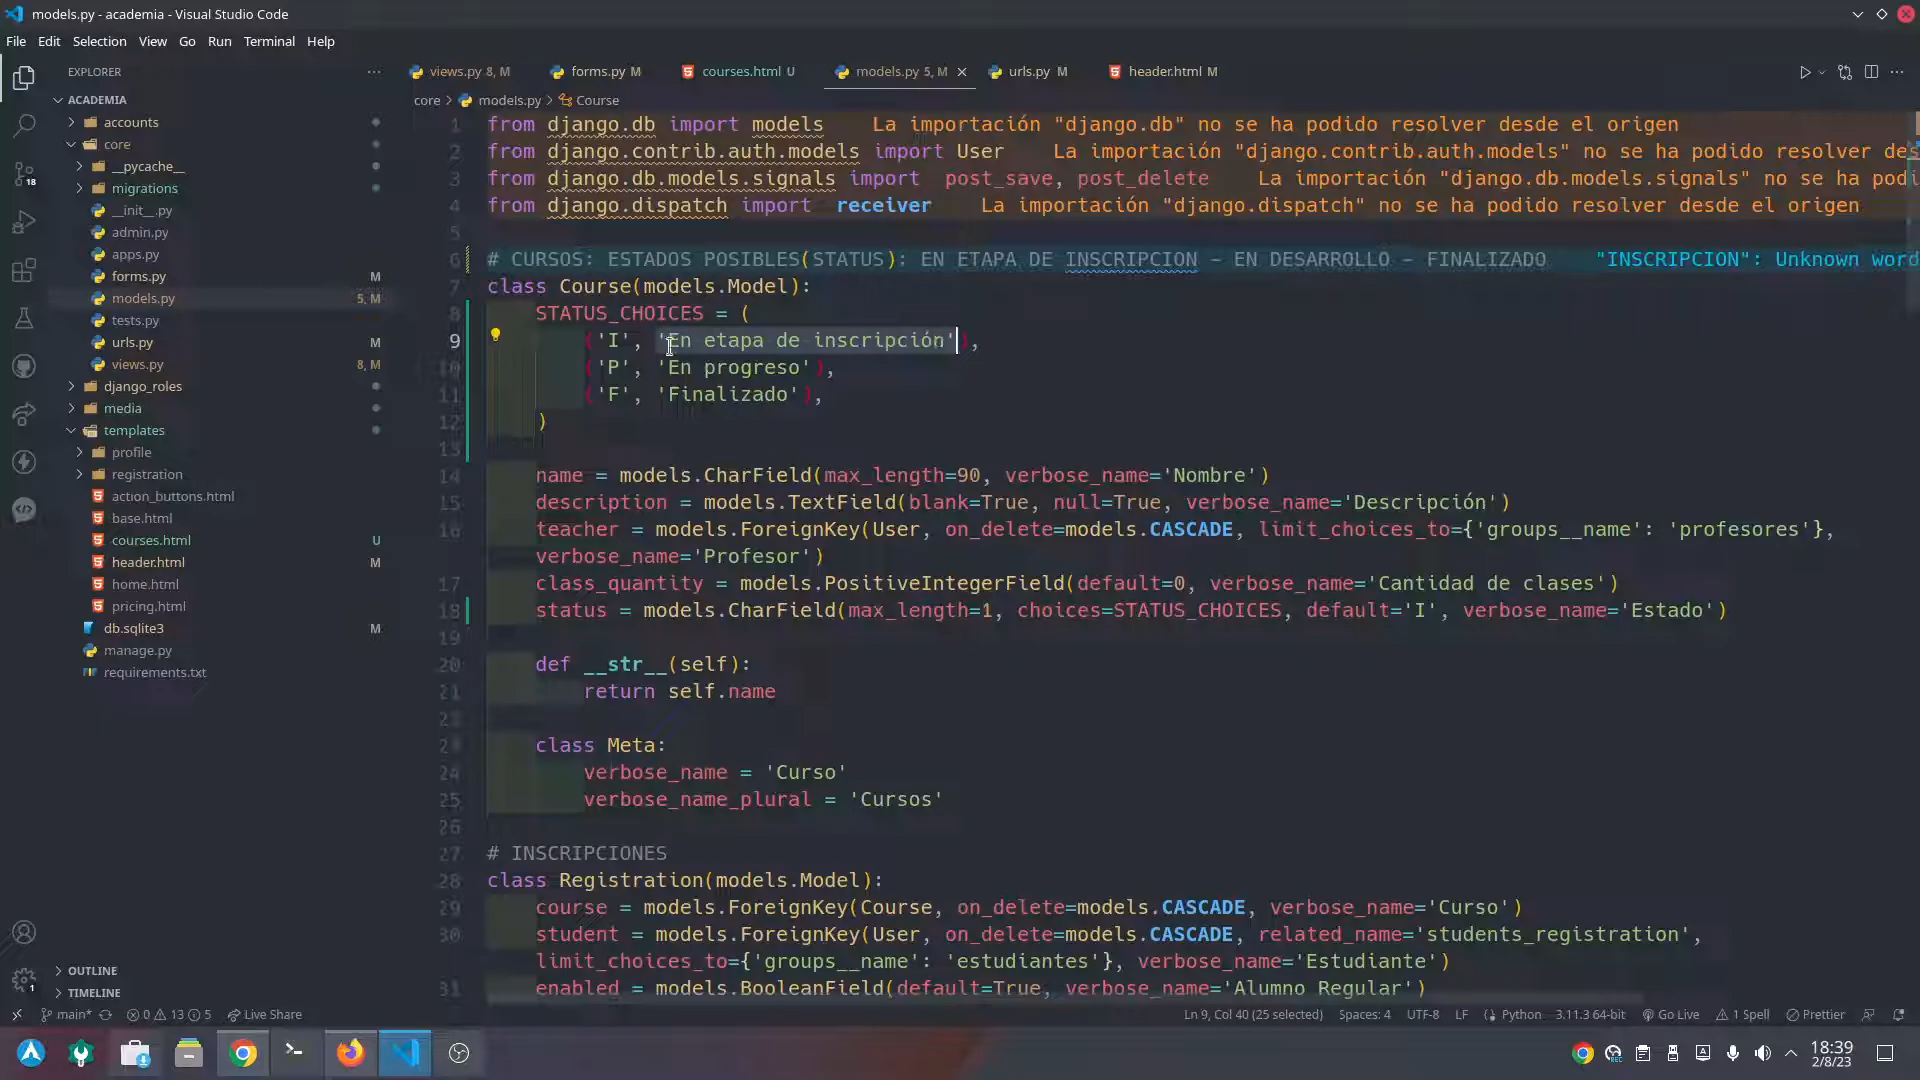 models.py - academia - Visual Studio Code
File Edit Selection View Go Run Terminal Help
EXPLORER
views.py 8, M
forms.py M
courses.html U
models.py 5, M
urls.py M
header.html M
ACADEMIA
core > models.py > Course
accounts
core
__pycache__
migrations
__init__.py
admin.py
apps.py
forms.py M
models.py 5, M
tests.py
urls.py M
views.py 8, M
django_roles
media
templates
profile
registration
action_buttons.html
base.html
courses.html U
header.html M
home.html
pricing.html
db.sqlite3 M
manage.py
requirements.txt
OUTLINE
TIMELINE
18
1
1 from django.db import models La importación "django.db" no se ha podido resolver desde el origen
2 from django.contrib.auth.models import User La importación "django.contrib.auth.models" no se ha podido resolver des
3 from django.db.models.signals import post_save, post_delete La importación "django.db.models.signals" no se ha podi
4 from django.dispatch import receiver La importación "django.dispatch" no se ha podido resolver desde el origen
5
6 # CURSOS: ESTADOS POSIBLES(STATUS): EN ETAPA DE INSCRIPCION - EN DESARROLLO - FINALIZADO "INSCRIPCION": Unknown word
7 class Course(models.Model):
8 STATUS_CHOICES = (
9 ('I', 'En etapa de inscripción'),
10 ('P', 'En progreso'),
11 ('F', 'Finalizado'),
12 )
13
14 name = models.CharField(max_length=90, verbose_name='Nombre')
15 description = models.TextField(blank=True, null=True, verbose_name='Descripción')
16 teacher = models.ForeignKey(User, on_delete=models.CASCADE, limit_choices_to={'groups__name': 'profesores'},
verbose_name='Profesor')
17 class_quantity = models.PositiveIntegerField(default=0, verbose_name='Cantidad de clases')
18 status = models.CharField(max_length=1, choices=STATUS_CHOICES, default='I', verbose_name='Estado')
19
20 def __str__(self):
21 return self.name
22
23 class Meta:
24 verbose_name = 'Curso'
25 verbose_name_plural = 'Cursos'
26
27 # INSCRIPCIONES
28 class Registration(models.Model):
29 course = models.ForeignKey(Course, on_delete=models.CASCADE, verbose_name='Curso')
30 student = models.ForeignKey(User, on_delete=models.CASCADE, related_name='students_registration',
limit_choices_to={'groups__name': 'estudiantes'}, verbose_name='Estudiante')
31 enabled = models.BooleanField(default=True, verbose_name='Alumno Regular')
main* 0 13 5 Live Share Ln 9, Col 40 (25 selected) Spaces: 4 UTF-8 LF Python 3.11.3 64-bit Go Live 1 Spell Prettier
18:39
2/8/23